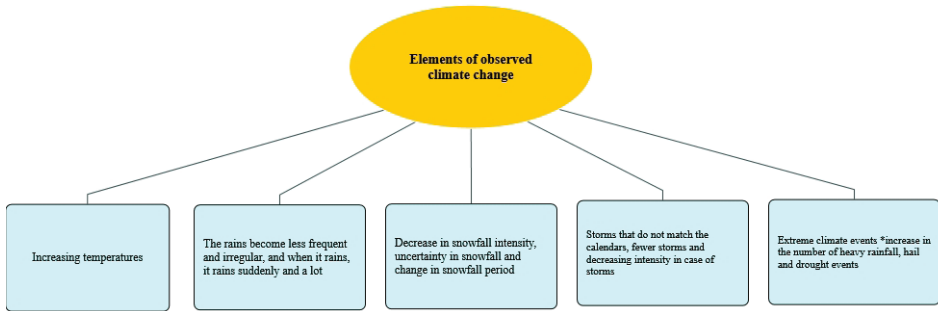 Elements of observed
climate change
Increasing temperatures
The rains become less frequent
and irregular, and when it rains,
it rains suddenly and a lot
Decrease in snowfall intensity,
uncertainty in snowfall and
change in snowfall period
Storms that do not match the
calendars, fewer storms and
decreasing intensity in case of
storms
Extreme climate events *increase in
the number of heavy rainfall, hail
and drought events